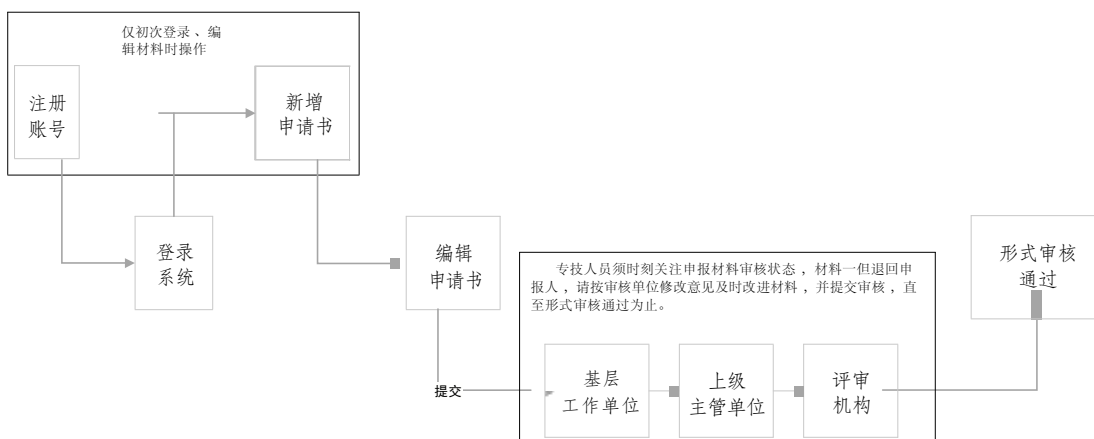 仅初次登录、编
辑材料时操作
注册
账号
新增
申请书
登录
系统
编辑
申请书
提交
专技人员须时刻关注申报材料审核状态，材料一但退回申
报人，请按审核单位修改意见及时改进材料，并提交审核，直
至形式审核通过为止。
基层
工作单位
上级
主管单位
评审
机构
形式审核
通过